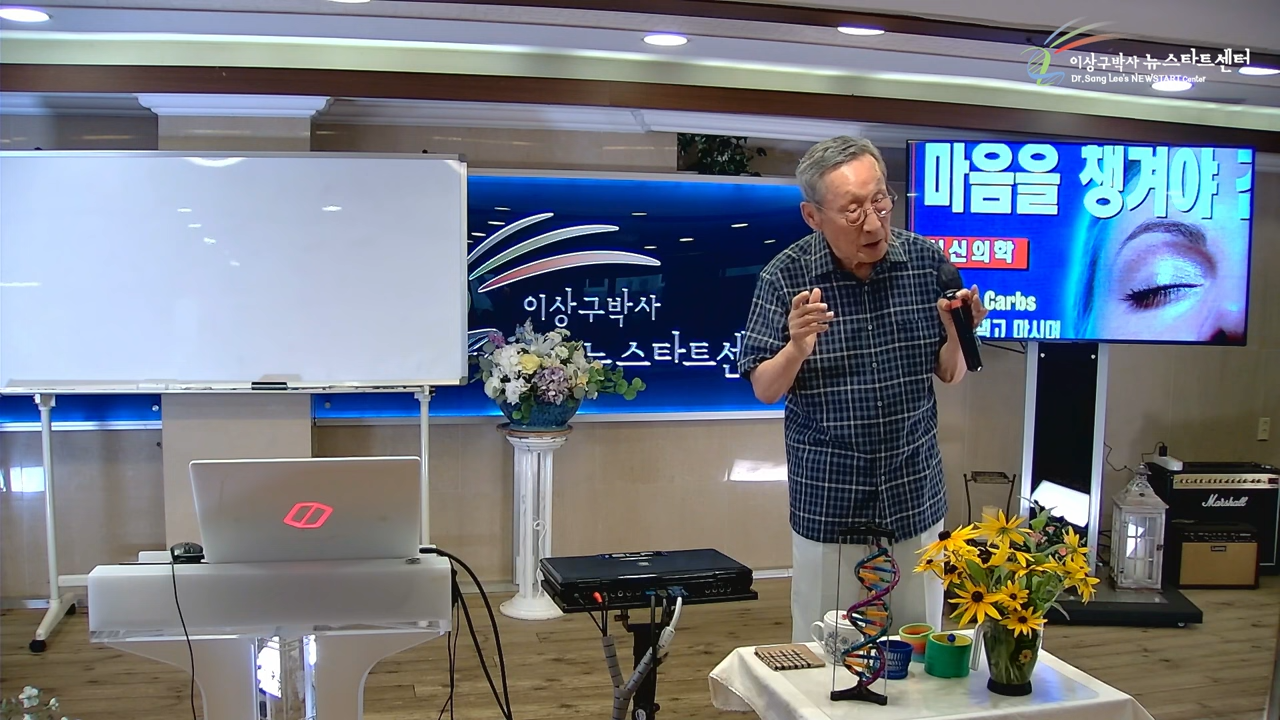 이상구박사 뉴스타트센터
Dr. Sang Lee's NEWSTART Center
마음을 챙겨야
신의학
Carbs
먹고 마시며
이상구박사
뉴스타트센
Marshall